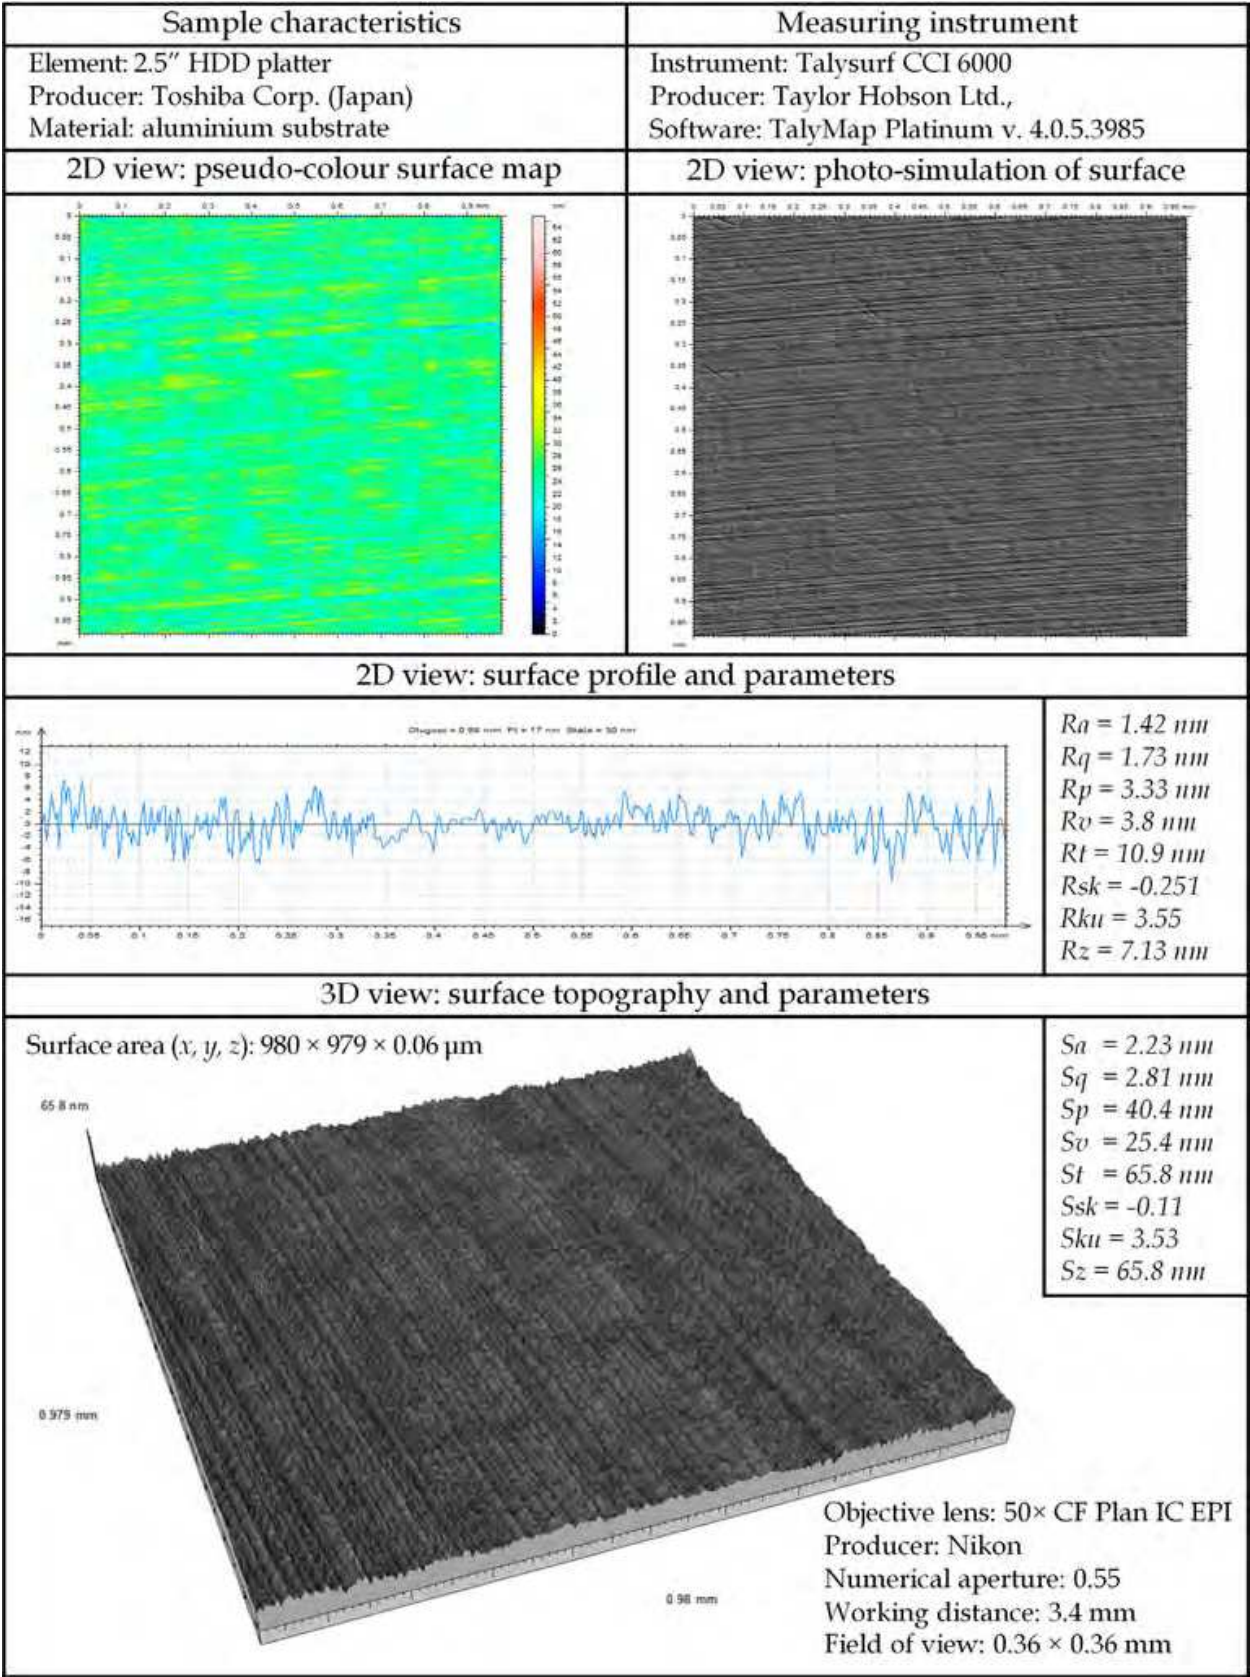 Sample characteristics
Measuring instrument
Element: 2.5" HDD platter
Producer: Toshiba Corp. (Japan)
Material: aluminium substrate
Instrument: Talysurf CCI 6000
Producer: Taylor Hobson Ltd.,
Software: TalyMap Platinum v. 4.0.5.3985
2D view: pseudo-colour surface map
2D view: photo-simulation of surface
2D view: surface profile and parameters
Ra = 1.42 nm
Rq = 1.73 nm
Rp = 3.33 nm
Rv = 3.8 nm
Rt = 10.9 nm
Rsk = -0.251
Rku = 3.55
Rz = 7.13 nm
3D view: surface topography and parameters
Surface area (x, y, z): 980 × 979 × 0.06 µm
65.8 nm
0.979 mm
0.98 mm
Sa = 2.23 nm
Sq = 2.81 nm
Sp = 40.4 nm
Sv = 25.4 nm
St = 65.8 nm
Ssk = -0.11
Sku = 3.53
Sz = 65.8 nm
Objective lens: 50× CF Plan IC EPI
Producer: Nikon
Numerical aperture: 0.55
Working distance: 3.4 mm
Field of view: 0.36 × 0.36 mm